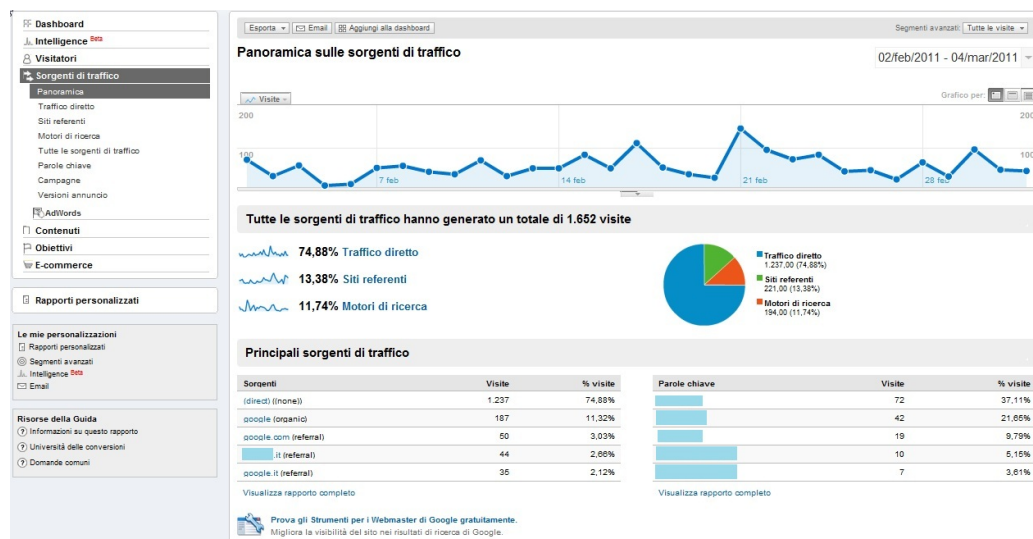 Dashboard
Intelligence Beta
Visitatori
Sorgenti di traffico
Panoramica
Traffico diretto
Siti referenti
Motori di ricerca
Tutte le sorgenti di traffico
Parole chiave
Campagne
Versioni annuncio
AdWords
Contenuti
Obiettivi
E-commerce
Rapporti personalizzati
Le mie personalizzazioni
Rapporti personalizzati
Segmenti avanzati
Intelligence Beta
Email
Risorse della Guida
Informazioni su questo rapporto
Università delle conversioni
Domande comuni
Esporta Email Aggiungi alla dashboard
Segmenti avanzati: Tutte le visite
Panoramica sulle sorgenti di traffico
02/feb/2011 - 04/mar/2011
Visite
Grafico per:
200 200
100 100
7 feb 14 feb 21 feb 28 feb
Tutte le sorgenti di traffico hanno generato un totale di 1.652 visite
74,88% Traffico diretto
13,38% Siti referenti
11,74% Motori di ricerca
Traffico diretto
1.237,00 (74,88%)
Siti referenti
221,00 (13,38%)
Motori di ricerca
194,00 (11,74%)
Principali sorgenti di traffico
Sorgenti Visite % visite
(direct) ((none)) 1.237 74,88%
google (organic) 187 11,32%
google.com (referral) 50 3,03%
.it (referral) 44 2,66%
google.it (referral) 35 2,12%
Visualizza rapporto completo
Parole chiave Visite % visite
72 37,11%
42 21,65%
19 9,79%
10 5,15%
7 3,61%
Visualizza rapporto completo
Prova gli Strumenti per i Webmaster di Google gratuitamente.
Migliora la visibilità del sito nei risultati di ricerca di Google.